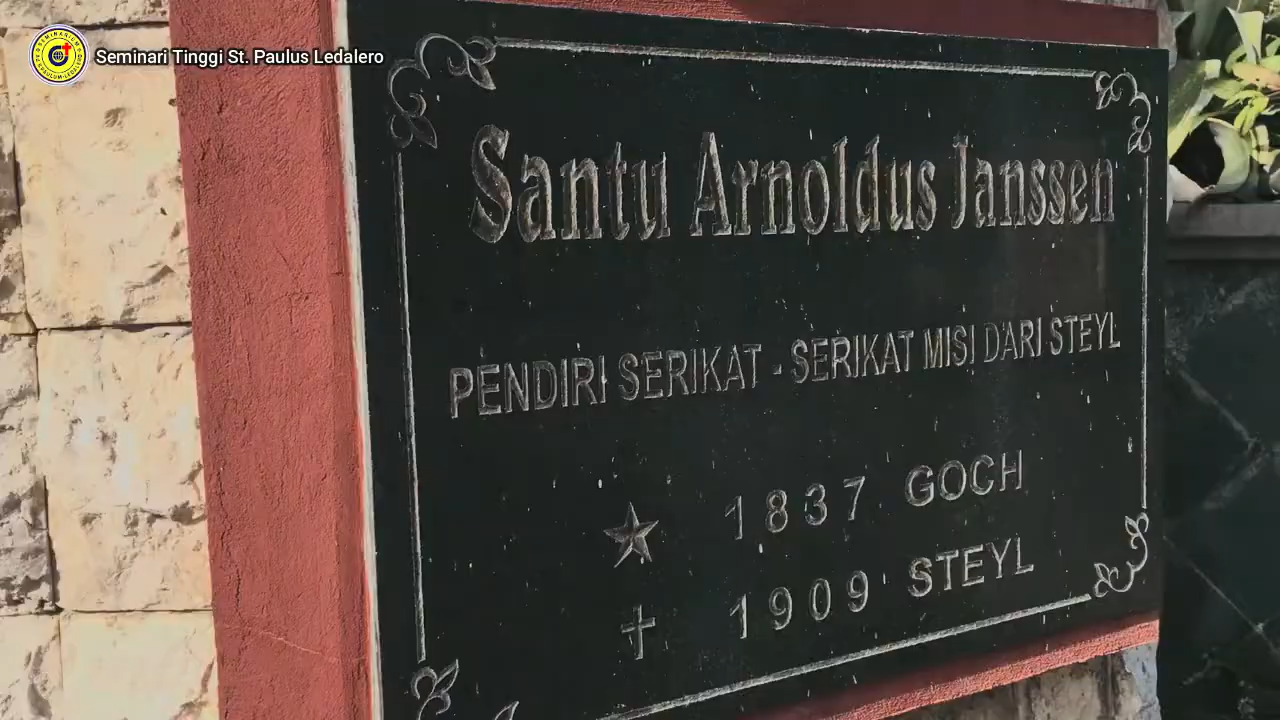 Seminari Tinggi St. Paulus Ledalero
Santu Arnoldus Janssen
PENDIRI SERIKAT - SERIKAT MISI DARI STEYL
1837 GOCH
1909 STEYL